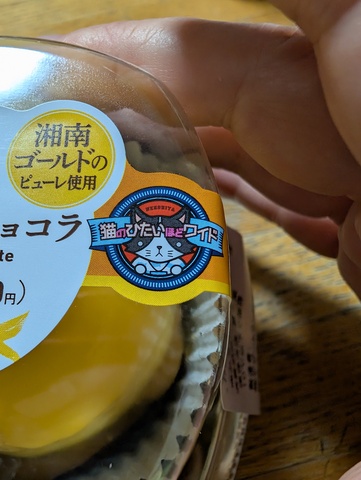 湘南
ゴールドの
ピューレ使用
ョコラ
te
0円)
猫のひたいほどワイド